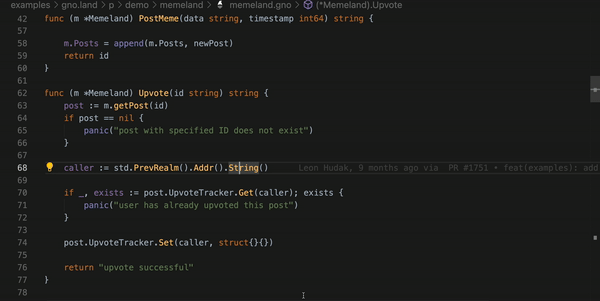 examples > gno.land > p > demo > memeland > memeland.gno > (*Memeland).Upvote
42 func (m *Memeland) PostMeme(data string, timestamp int64) string {
57
58 m.Posts = append(m.Posts, newPost)
59 return id
60 }
61
62 func (m *Memeland) Upvote(id string) string {
63 post := m.getPost(id)
64 if post == nil {
65 panic("post with specified ID does not exist")
66 }
67
68 caller := std.PrevRealm().Addr().String() Leon Hudak, 9 months ago via PR #1751 • feat(examples): add
69
70 if _, exists := post.UpvoteTracker.Get(caller); exists {
71 panic("user has already upvoted this post")
72 }
73
74 post.UpvoteTracker.Set(caller, struct{}{})
75
76 return "upvote successful"
77 }
78